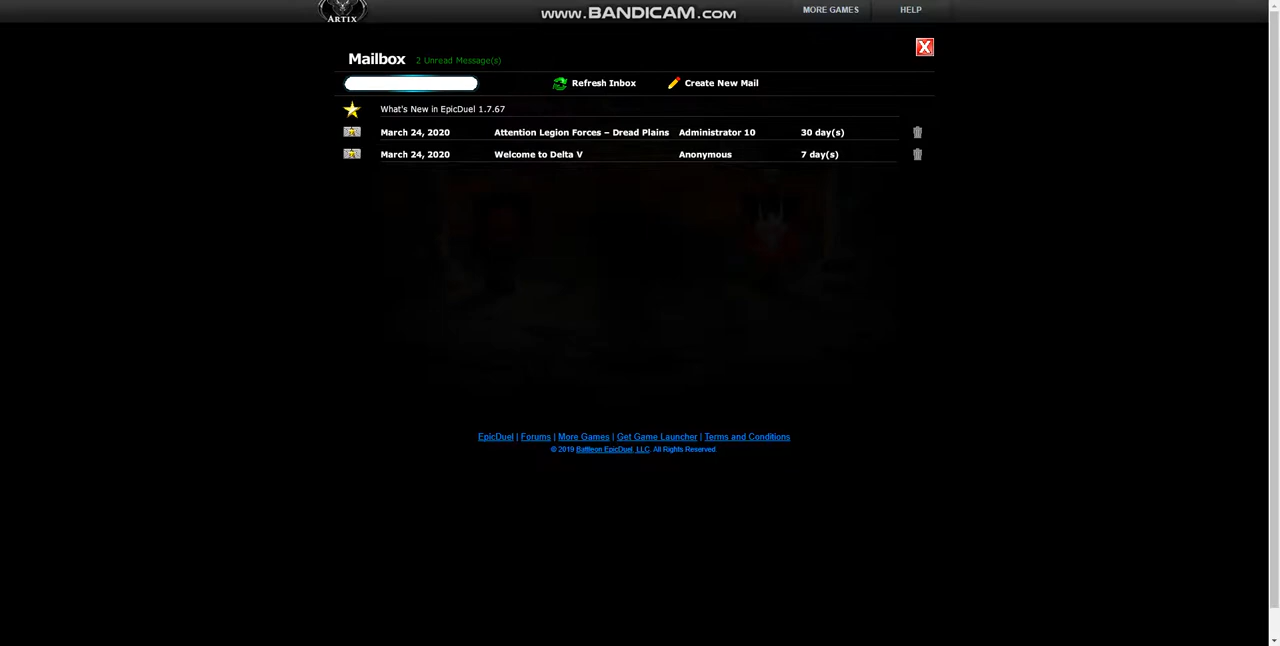 ARTIX
WWW.BANDICAM.COM
MORE GAMES
HELP
X
Mailbox 2 Unread Message(s)
Refresh Inbox Create New Mail
What's New in EpicDuel 1.7.67
March 24, 2020 Attention Legion Forces – Dread Plains Administrator 10 30 day(s)
March 24, 2020 Welcome to Delta V Anonymous 7 day(s)
EpicDuel | Forums | More Games | Get Game Launcher | Terms and Conditions
© 2019 Battleon EpicDuel, LLC. All Rights Reserved.